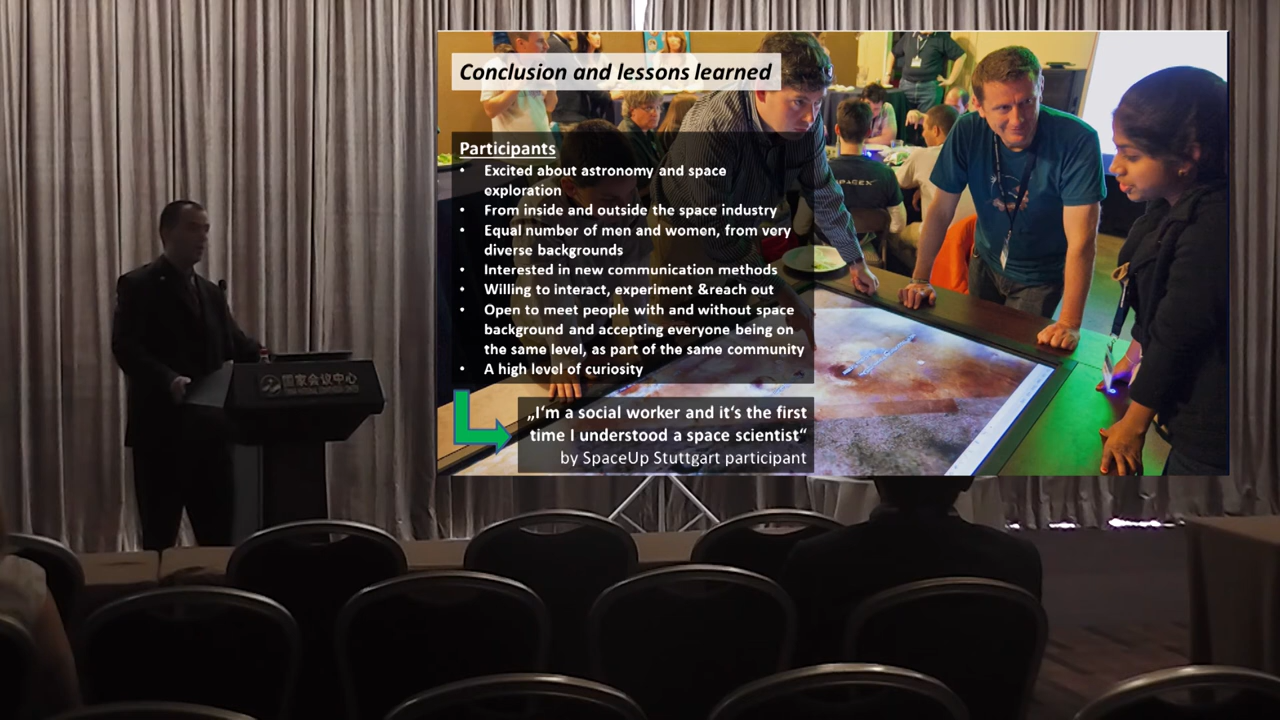 Conclusion and lessons learned
Participants
• Excited about astronomy and space
exploration
• From inside and outside the space industry
• Equal number of men and women, from very
diverse backgrounds
• Interested in new communication methods
• Willing to interact, experiment &reach out
• Open to meet people with and without space
background and accepting everyone being on
the same level, as part of the same community
• A high level of curiosity
„I‘m a social worker and it‘s the first
time I understood a space scientist“
by SpaceUp Stuttgart participant
SPACEX
国家会议中心